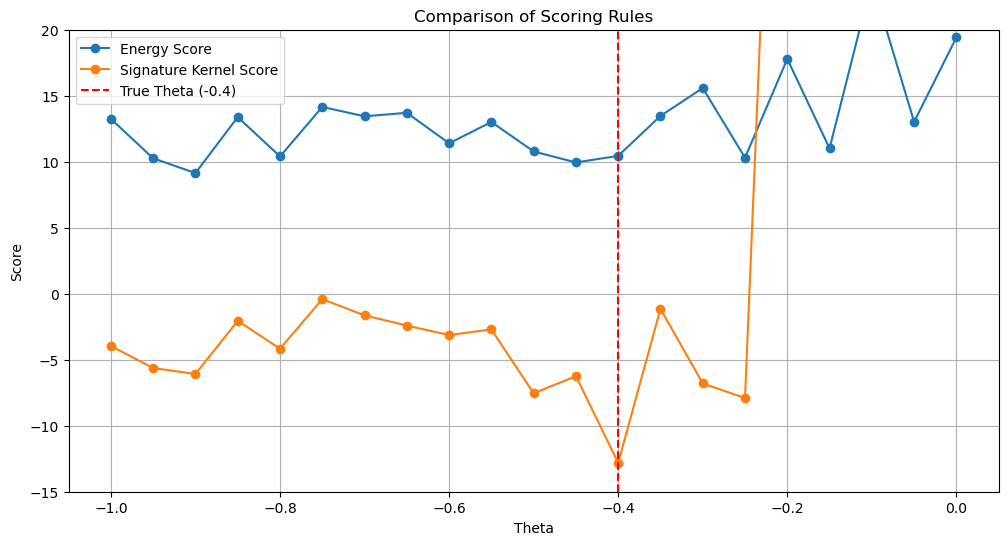 Comparison of Scoring Rules
Energy Score
Signature Kernel Score
True Theta (-0.4)
Score
20
15
10
5
0
−5
−10
−15
−1.0
−0.8
−0.6
−0.4
−0.2
0.0
Theta